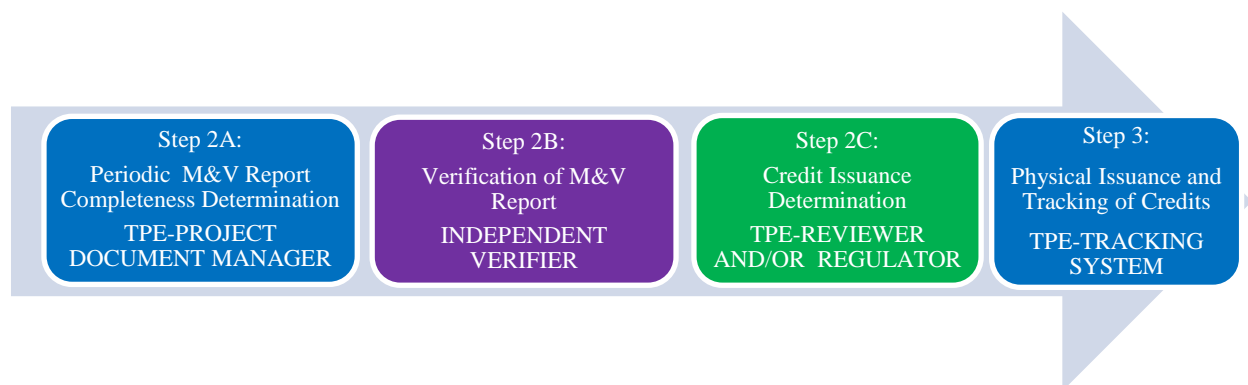 Step 2A:
Periodic M&V Report
Completeness Determination
TPE-PROJECT
DOCUMENT MANAGER
Step 2B:
Verification of M&V
Report
INDEPENDENT
VERIFIER
Step 2C:
Credit Issuance
Determination
TPE-REVIEWER
AND/OR REGULATOR
Step 3:
Physical Issuance and
Tracking of Credits
TPE-TRACKING
SYSTEM